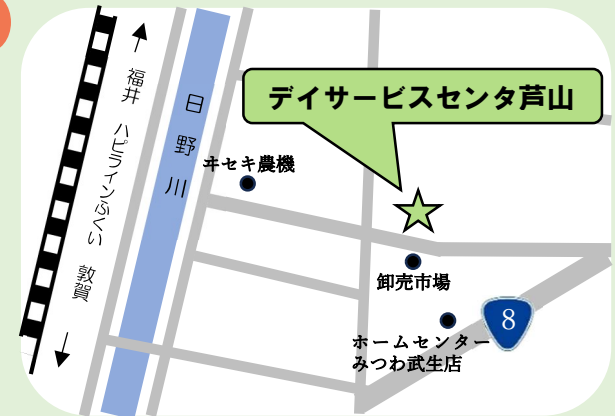 デイサービスセンタ芦山
福井 ハピラインふくい 敦賀
日野川
ヰセキ農機
卸売市場
8
ホームセンター
みつわ武生店